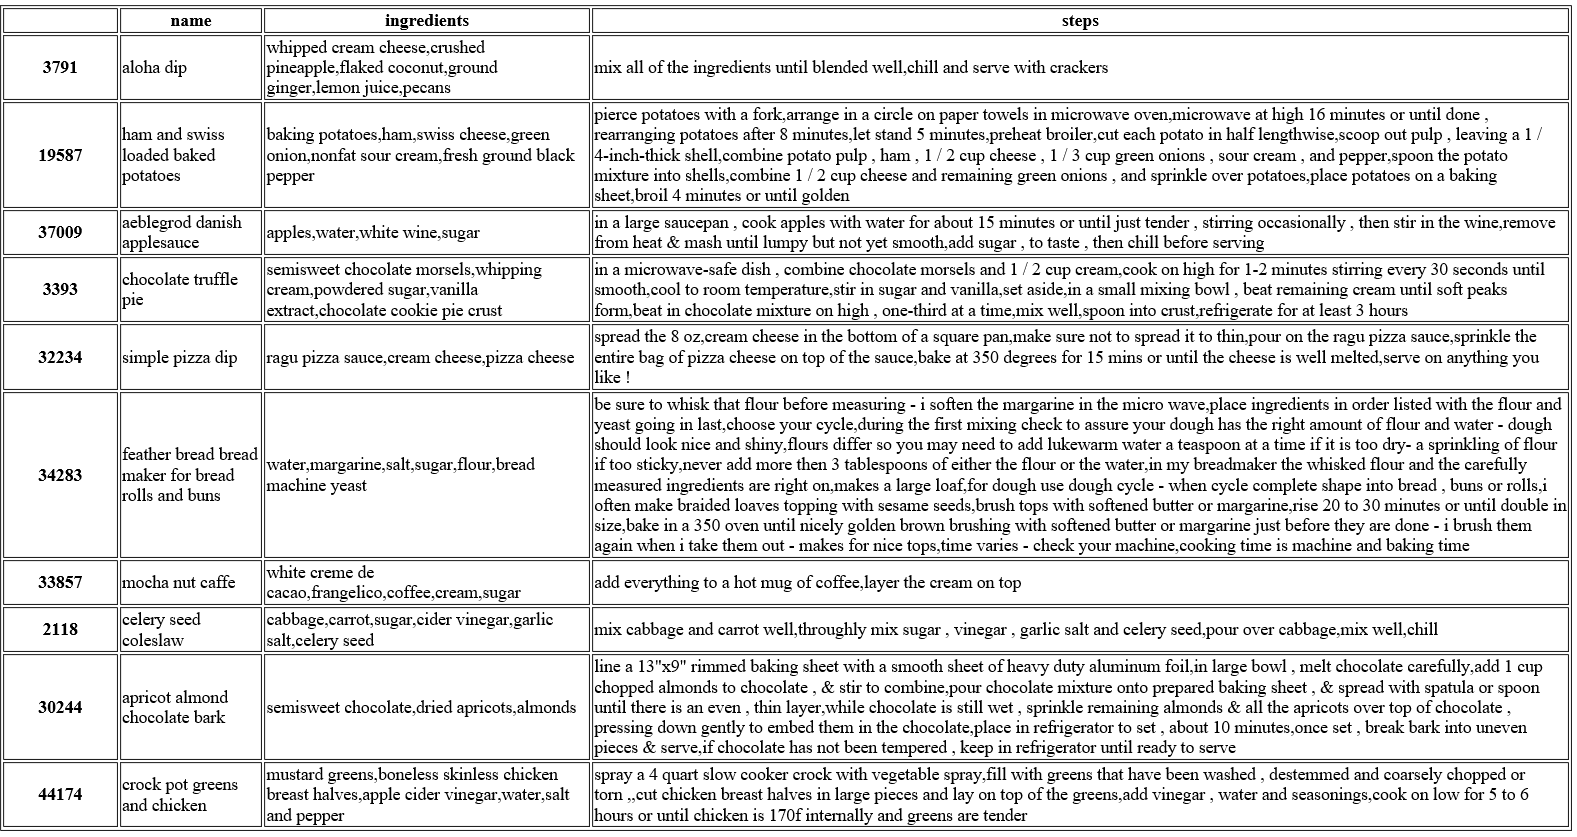 name ingredients steps
3791 aloha dip whipped cream cheese,crushed pineapple,flaked coconut,ground ginger,lemon juice,pecans mix all of the ingredients until blended well,chill and serve with crackers
19587
ham and swiss
loaded baked
potatoes
baking potatoes,ham,swiss cheese,green
onion,nonfat sour cream,fresh ground black
pepper
pierce potatoes with a fork,arrange in a circle on paper towels in microwave oven,microwave at high 16 minutes or until done ,
rearranging potatoes after 8 minutes,let stand 5 minutes,preheat broiler,cut each potato in half lengthwise,scoop out pulp , leaving a 1 /
4-inch-thick shell,combine potato pulp , ham , 1 / 2 cup cheese , 1 / 3 cup green onions , sour cream , and pepper,spoon the potato
mixture into shells,combine 1 / 2 cup cheese and remaining green onions , and sprinkle over potatoes,place potatoes on a baking
sheet,broil 4 minutes or until golden
37009
aeblegrod danish
applesauce
apples,water,white wine,sugar
in a large saucepan , cook apples with water for about 15 minutes or until just tender , stirring occasionally , then stir in the wine,remove
from heat & mash until lumpy but not yet smooth,add sugar , to taste , then chill before serving
3393
chocolate truffle
pie
semisweet chocolate morsels,whipping
cream,powdered sugar,vanilla
extract,chocolate cookie pie crust
in a microwave-safe dish , combine chocolate morsels and 1 / 2 cup cream,cook on high for 1-2 minutes stirring every 30 seconds until
smooth,cool to room temperature,stir in sugar and vanilla,set aside,in a small mixing bowl , beat remaining cream until soft peaks
form,beat in chocolate mixture on high , one-third at a time,mix well,spoon into crust,refrigerate for at least 3 hours
32234
simple pizza dip
ragu pizza sauce,cream cheese,pizza cheese
spread the 8 oz,cream cheese in the bottom of a square pan,make sure not to spread it to thin,pour on the ragu pizza sauce,sprinkle the
entire bag of pizza cheese on top of the sauce,bake at 350 degrees for 15 mins or until the cheese is well melted,serve on anything you
like !
34283
feather bread bread
maker for bread
rolls and buns
water,margarine,salt,sugar,flour,bread
machine yeast
be sure to whisk that flour before measuring - i soften the margarine in the micro wave,place ingredients in order listed with the flour and
yeast going in last,choose your cycle,during the first mixing check to assure your dough has the right amount of flour and water - dough
should look nice and shiny,flours differ so you may need to add lukewarm water a teaspoon at a time if it is too dry- a sprinkling of flour
if too sticky,never add more then 3 tablespoons of either the flour or the water,in my breadmaker the whisked flour and the carefully
measured ingredients are right on,makes a large loaf,for dough use dough cycle - when cycle complete shape into bread , buns or rolls,i
often make braided loaves topping with sesame seeds,brush tops with softened butter or margarine,rise 20 to 30 minutes or until double in
size,bake in a 350 oven until nicely golden brown brushing with softened butter or margarine just before they are done - i brush them
again when i take them out - makes for nice tops,time varies - check your machine,cooking time is machine and baking time
33857
mocha nut caffe
white creme de
cacao,frangelico,coffee,cream,sugar
add everything to a hot mug of coffee,layer the cream on top
2118
celery seed
coleslaw
cabbage,carrot,sugar,cider vinegar,garlic
salt,celery seed
mix cabbage and carrot well,throughly mix sugar , vinegar , garlic salt and celery seed,pour over cabbage,mix well,chill
30244
apricot almond
chocolate bark
semisweet chocolate,dried apricots,almonds
line a 13"x9" rimmed baking sheet with a smooth sheet of heavy duty aluminum foil,in large bowl , melt chocolate carefully,add 1 cup
chopped almonds to chocolate , & stir to combine,pour chocolate mixture onto prepared baking sheet , & spread with spatula or spoon
until there is an even , thin layer,while chocolate is still wet , sprinkle remaining almonds & all the apricots over top of chocolate ,
pressing down gently to embed them in the chocolate,place in refrigerator to set , about 10 minutes,once set , break bark into uneven
pieces & serve,if chocolate has not been tempered , keep in refrigerator until ready to serve
44174
crock pot greens
and chicken
mustard greens,boneless skinless chicken
breast halves,apple cider vinegar,water,salt
and pepper
spray a 4 quart slow cooker crock with vegetable spray,fill with greens that have been washed , destemmed and coarsely chopped or
torn ,,cut chicken breast halves in large pieces and lay on top of the greens,add vinegar , water and seasonings,cook on low for 5 to 6
hours or until chicken is 170f internally and greens are tender